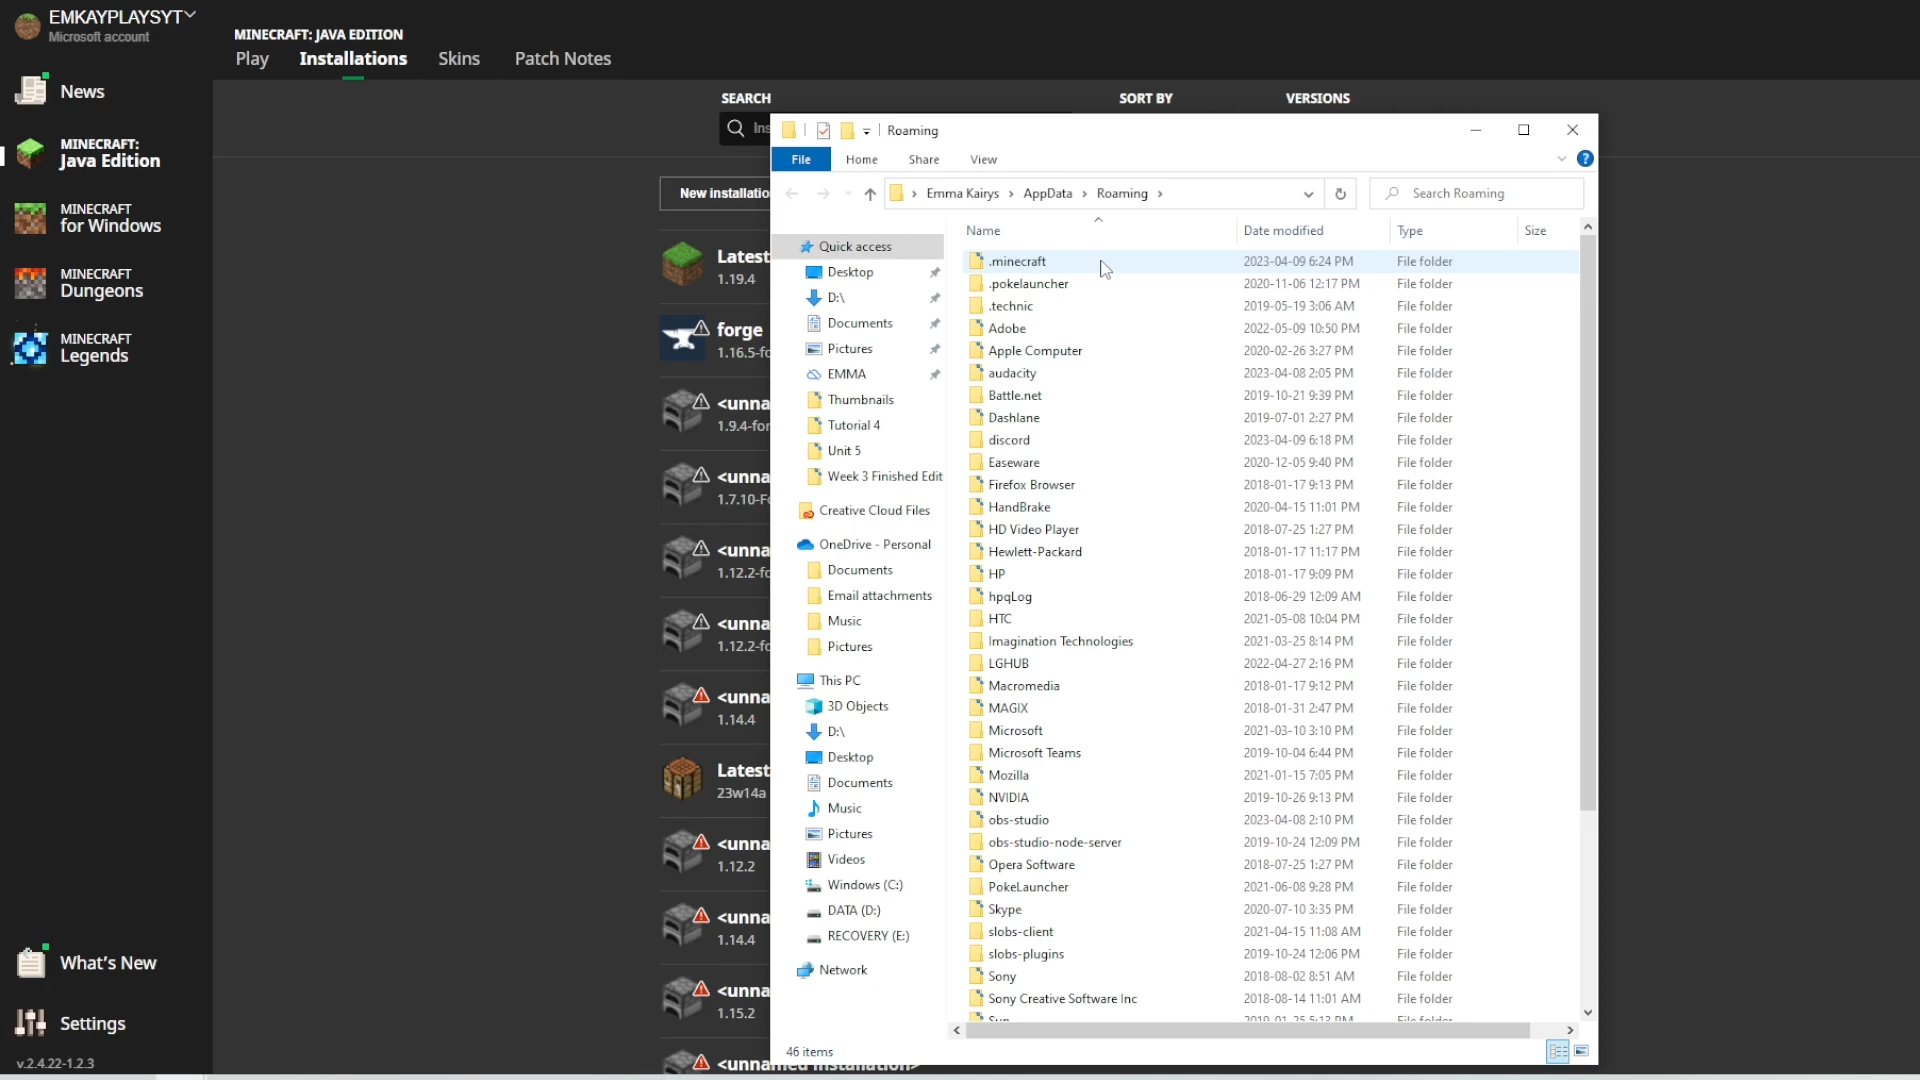 EMKAYPLAYSYT
Microsoft account
News
MINECRAFT:
Java Edition
MINECRAFT
for Windows
MINECRAFT
Dungeons
MINECRAFT
Legends
What's New
Settings
v.2.4.22-1.2.3
MINECRAFT: JAVA EDITION
Play Installations Skins Patch Notes
SEARCH SORT BY VERSIONS
Ins
New installatio
Latest
1.19.4
forge
1.16.5-fo
<unna
1.9.4-for
<unna
1.7.10-Fo
<unna
1.12.2-fo
<unna
1.12.2-fo
<unna
1.14.4
Latest
23w14a
<unna
1.12.2
<unna
1.14.4
<unna
1.15.2
<unnamed installation>
Roaming
File Home Share View
Emma Kairys › AppData › Roaming ›
Search Roaming
Quick access
Desktop
D:\
Documents
Pictures
EMMA
Thumbnails
Tutorial 4
Unit 5
Week 3 Finished Edit
Creative Cloud Files
OneDrive - Personal
Documents
Email attachments
Music
Pictures
This PC
3D Objects
D:\
Desktop
Documents
Music
Pictures
Videos
Windows (C:)
DATA (D:)
RECOVERY (E:)
Network
Name Date modified Type Size
.minecraft 2023-04-09 6:24 PM File folder
.pokelauncher 2020-11-06 12:17 PM File folder
.technic 2019-05-19 3:06 AM File folder
Adobe 2022-05-09 10:50 PM File folder
Apple Computer 2020-02-26 3:27 PM File folder
audacity 2023-04-08 2:05 PM File folder
Battle.net 2019-10-21 9:39 PM File folder
Dashlane 2019-07-01 2:27 PM File folder
discord 2023-04-09 6:18 PM File folder
Easeware 2020-12-05 9:40 PM File folder
Firefox Browser 2018-01-17 9:13 PM File folder
HandBrake 2020-04-15 11:01 PM File folder
HD Video Player 2018-07-25 1:27 PM File folder
Hewlett-Packard 2018-01-17 11:17 PM File folder
HP 2018-01-17 9:09 PM File folder
hpqLog 2018-06-29 12:09 AM File folder
HTC 2021-05-08 10:04 PM File folder
Imagination Technologies 2021-03-25 8:14 PM File folder
LGHUB 2022-04-27 2:16 PM File folder
Macromedia 2018-01-17 9:12 PM File folder
MAGIX 2018-01-31 2:47 PM File folder
Microsoft 2021-03-10 3:10 PM File folder
Microsoft Teams 2019-10-04 6:44 PM File folder
Mozilla 2021-01-15 7:05 PM File folder
NVIDIA 2019-10-26 9:13 PM File folder
obs-studio 2023-04-08 2:10 PM File folder
obs-studio-node-server 2019-10-24 12:09 PM File folder
Opera Software 2018-07-25 1:27 PM File folder
PokeLauncher 2021-06-08 9:28 PM File folder
Skype 2020-07-10 3:35 PM File folder
slobs-client 2021-04-15 11:08 AM File folder
slobs-plugins 2019-10-24 12:06 PM File folder
Sony 2018-08-02 8:51 AM File folder
Sony Creative Software Inc 2018-08-14 11:01 AM File folder
Sun 2019-01-25 5:13 PM File folder
46 items